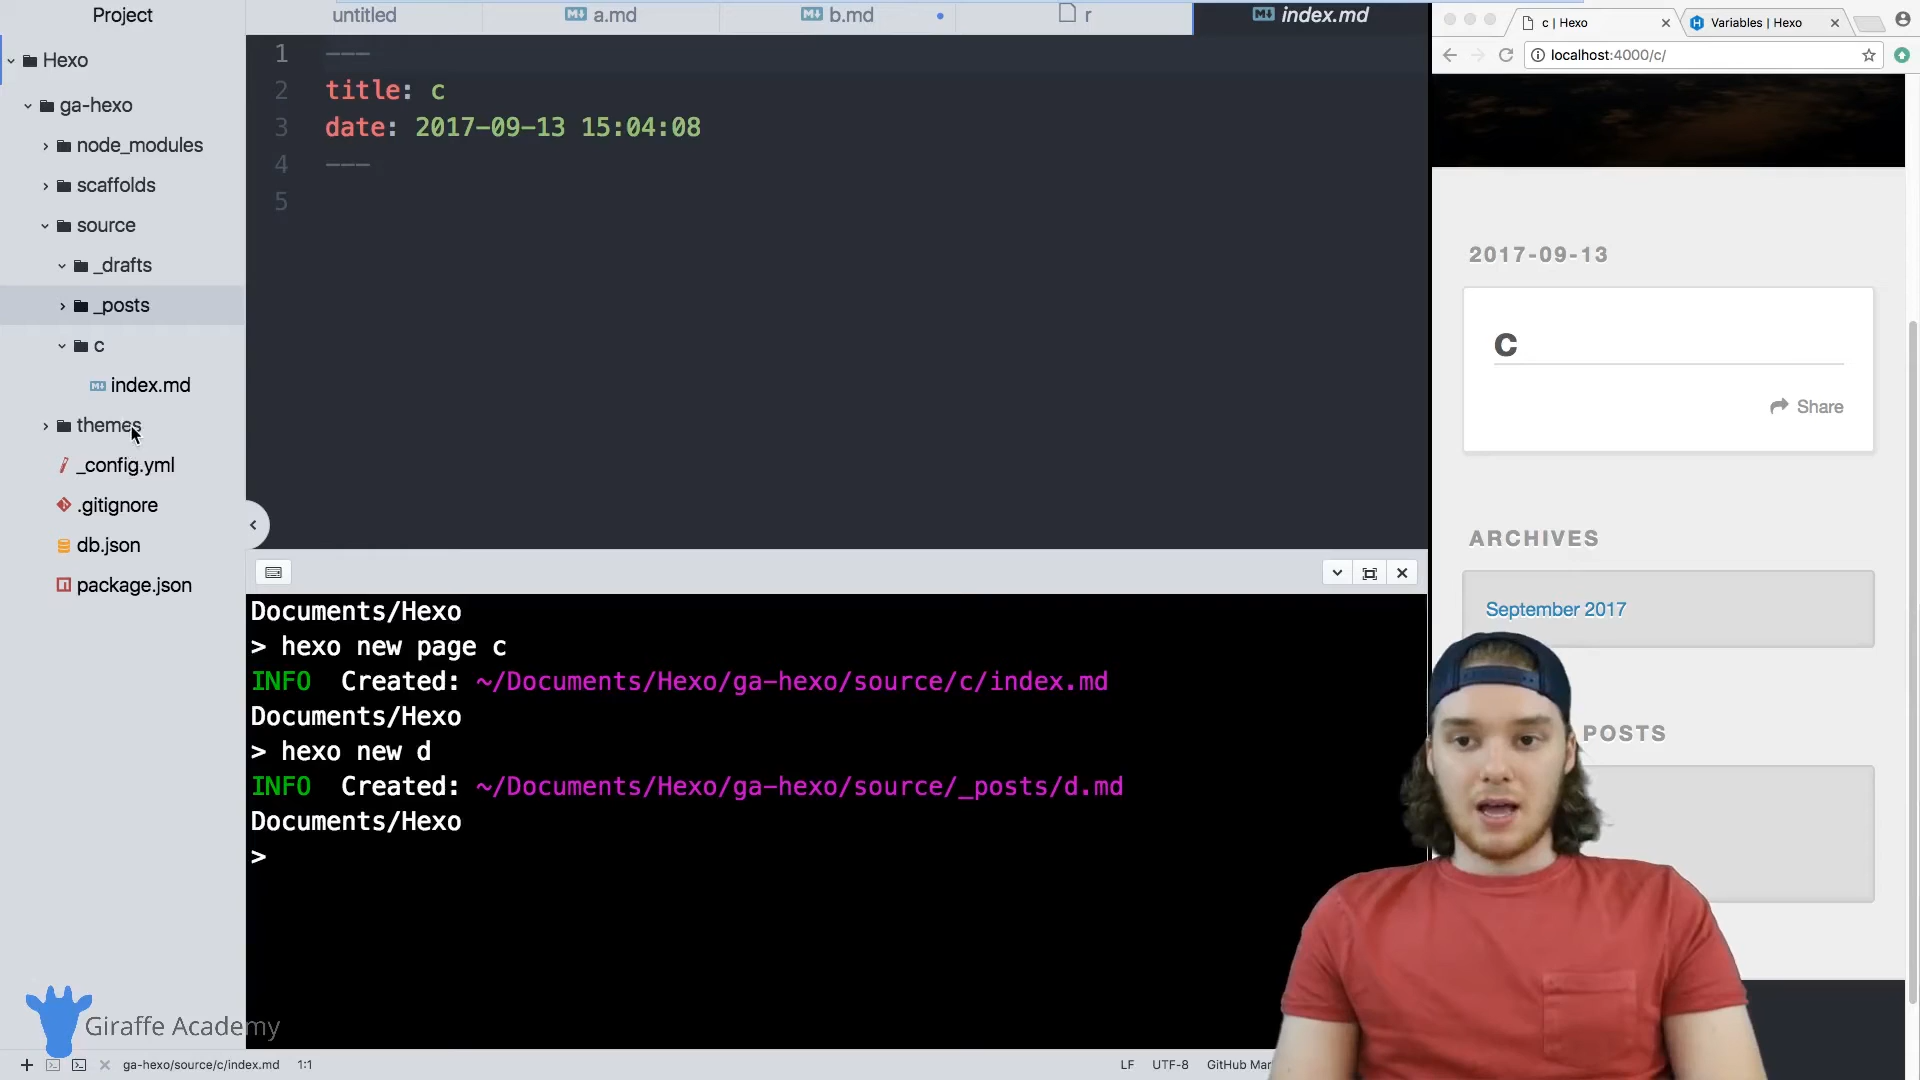 Project
Hexo
ga-hexo
node_modules
scaffolds
source
_drafts
_posts
c
index.md
themes
_config.yml
.gitignore
db.json
package.json
untitled
a.md
b.md
r
index.md
1 ---
2 title: c
3 date: 2017-09-13 15:04:08
4 ---
5
Documents/Hexo
> hexo new page c
INFO Created: ~/Documents/Hexo/ga-hexo/source/c/index.md
Documents/Hexo
> hexo new d
INFO Created: ~/Documents/Hexo/ga-hexo/source/_posts/d.md
Documents/Hexo
>
c | Hexo
Variables | Hexo
localhost:4000/c/
2017-09-13
C
Share
ARCHIVES
September 2017
POSTS
Giraffe Academy
ga-hexo/source/c/index.md 1:1
LF UTF-8 GitHub Mar